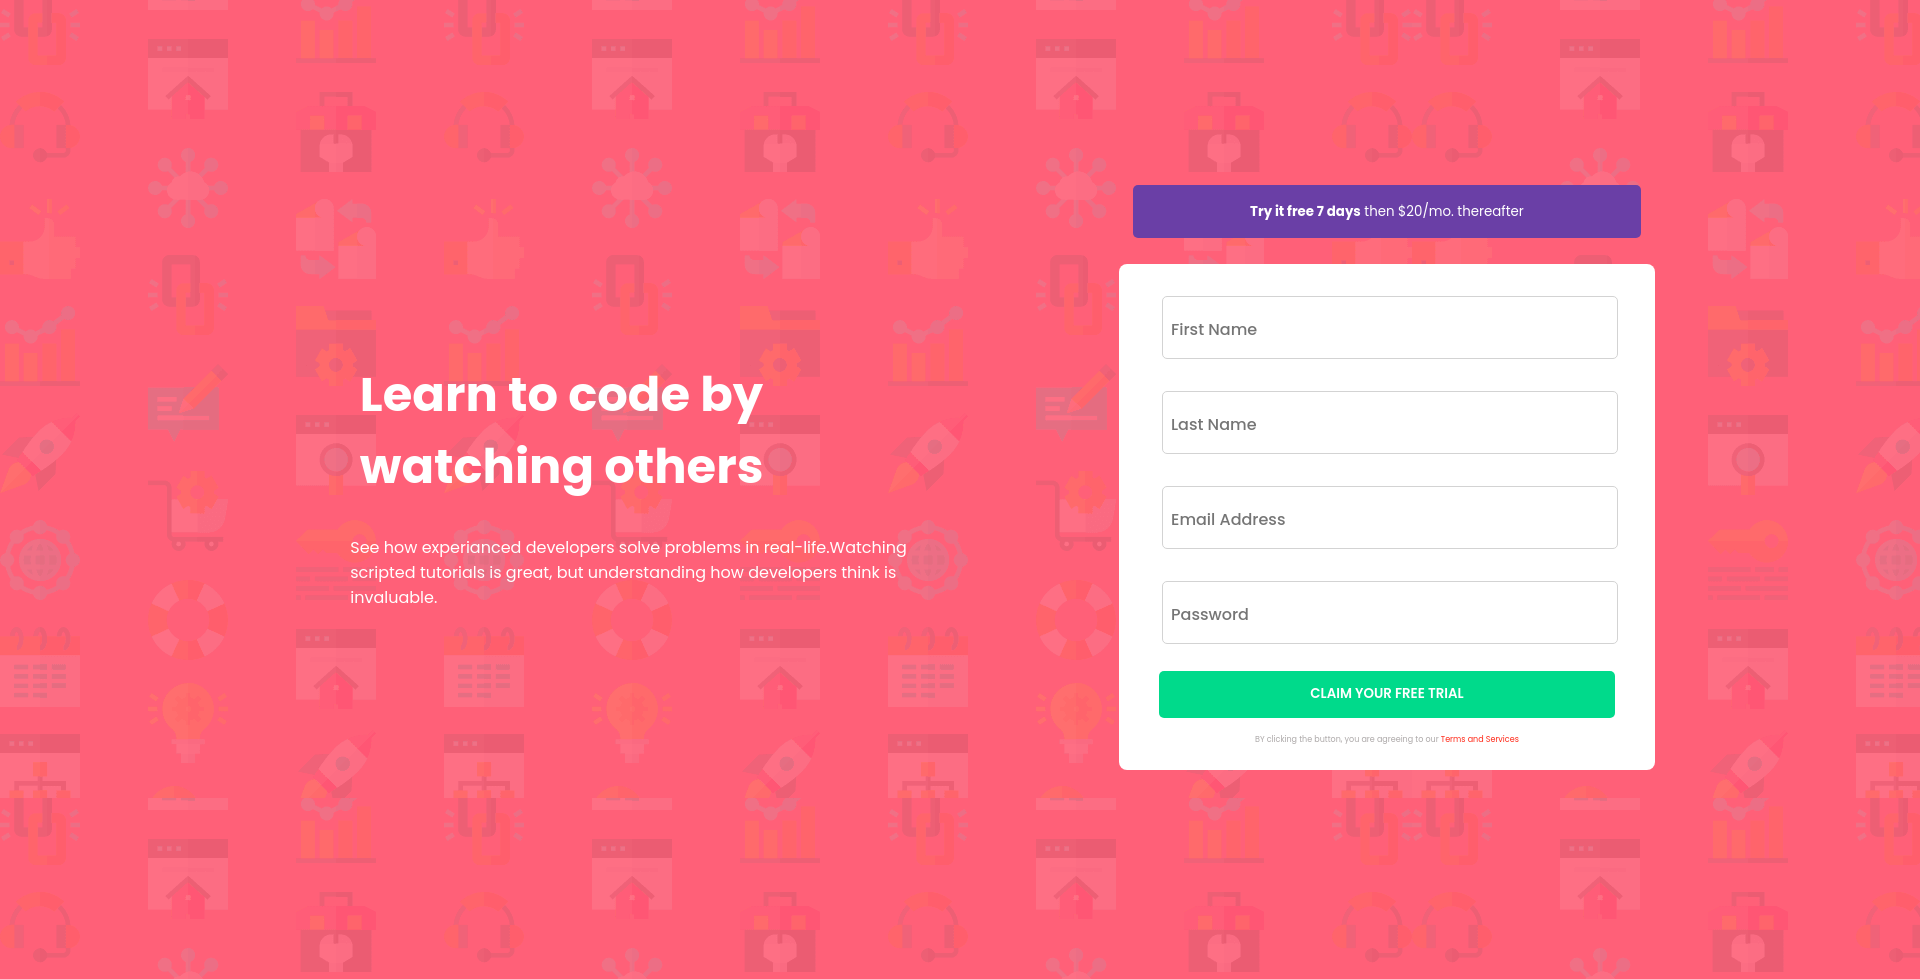 Learn to code by
watching others
See how experianced developers solve problems in real-life.Watching
scripted tutorials is great, but understanding how developers think is
invaluable.
Try it free 7 days then $20/mo. thereafter
First Name
Last Name
Email Address
Password
CLAIM YOUR FREE TRIAL
BY clicking the button, you are agreeing to our Terms and Services